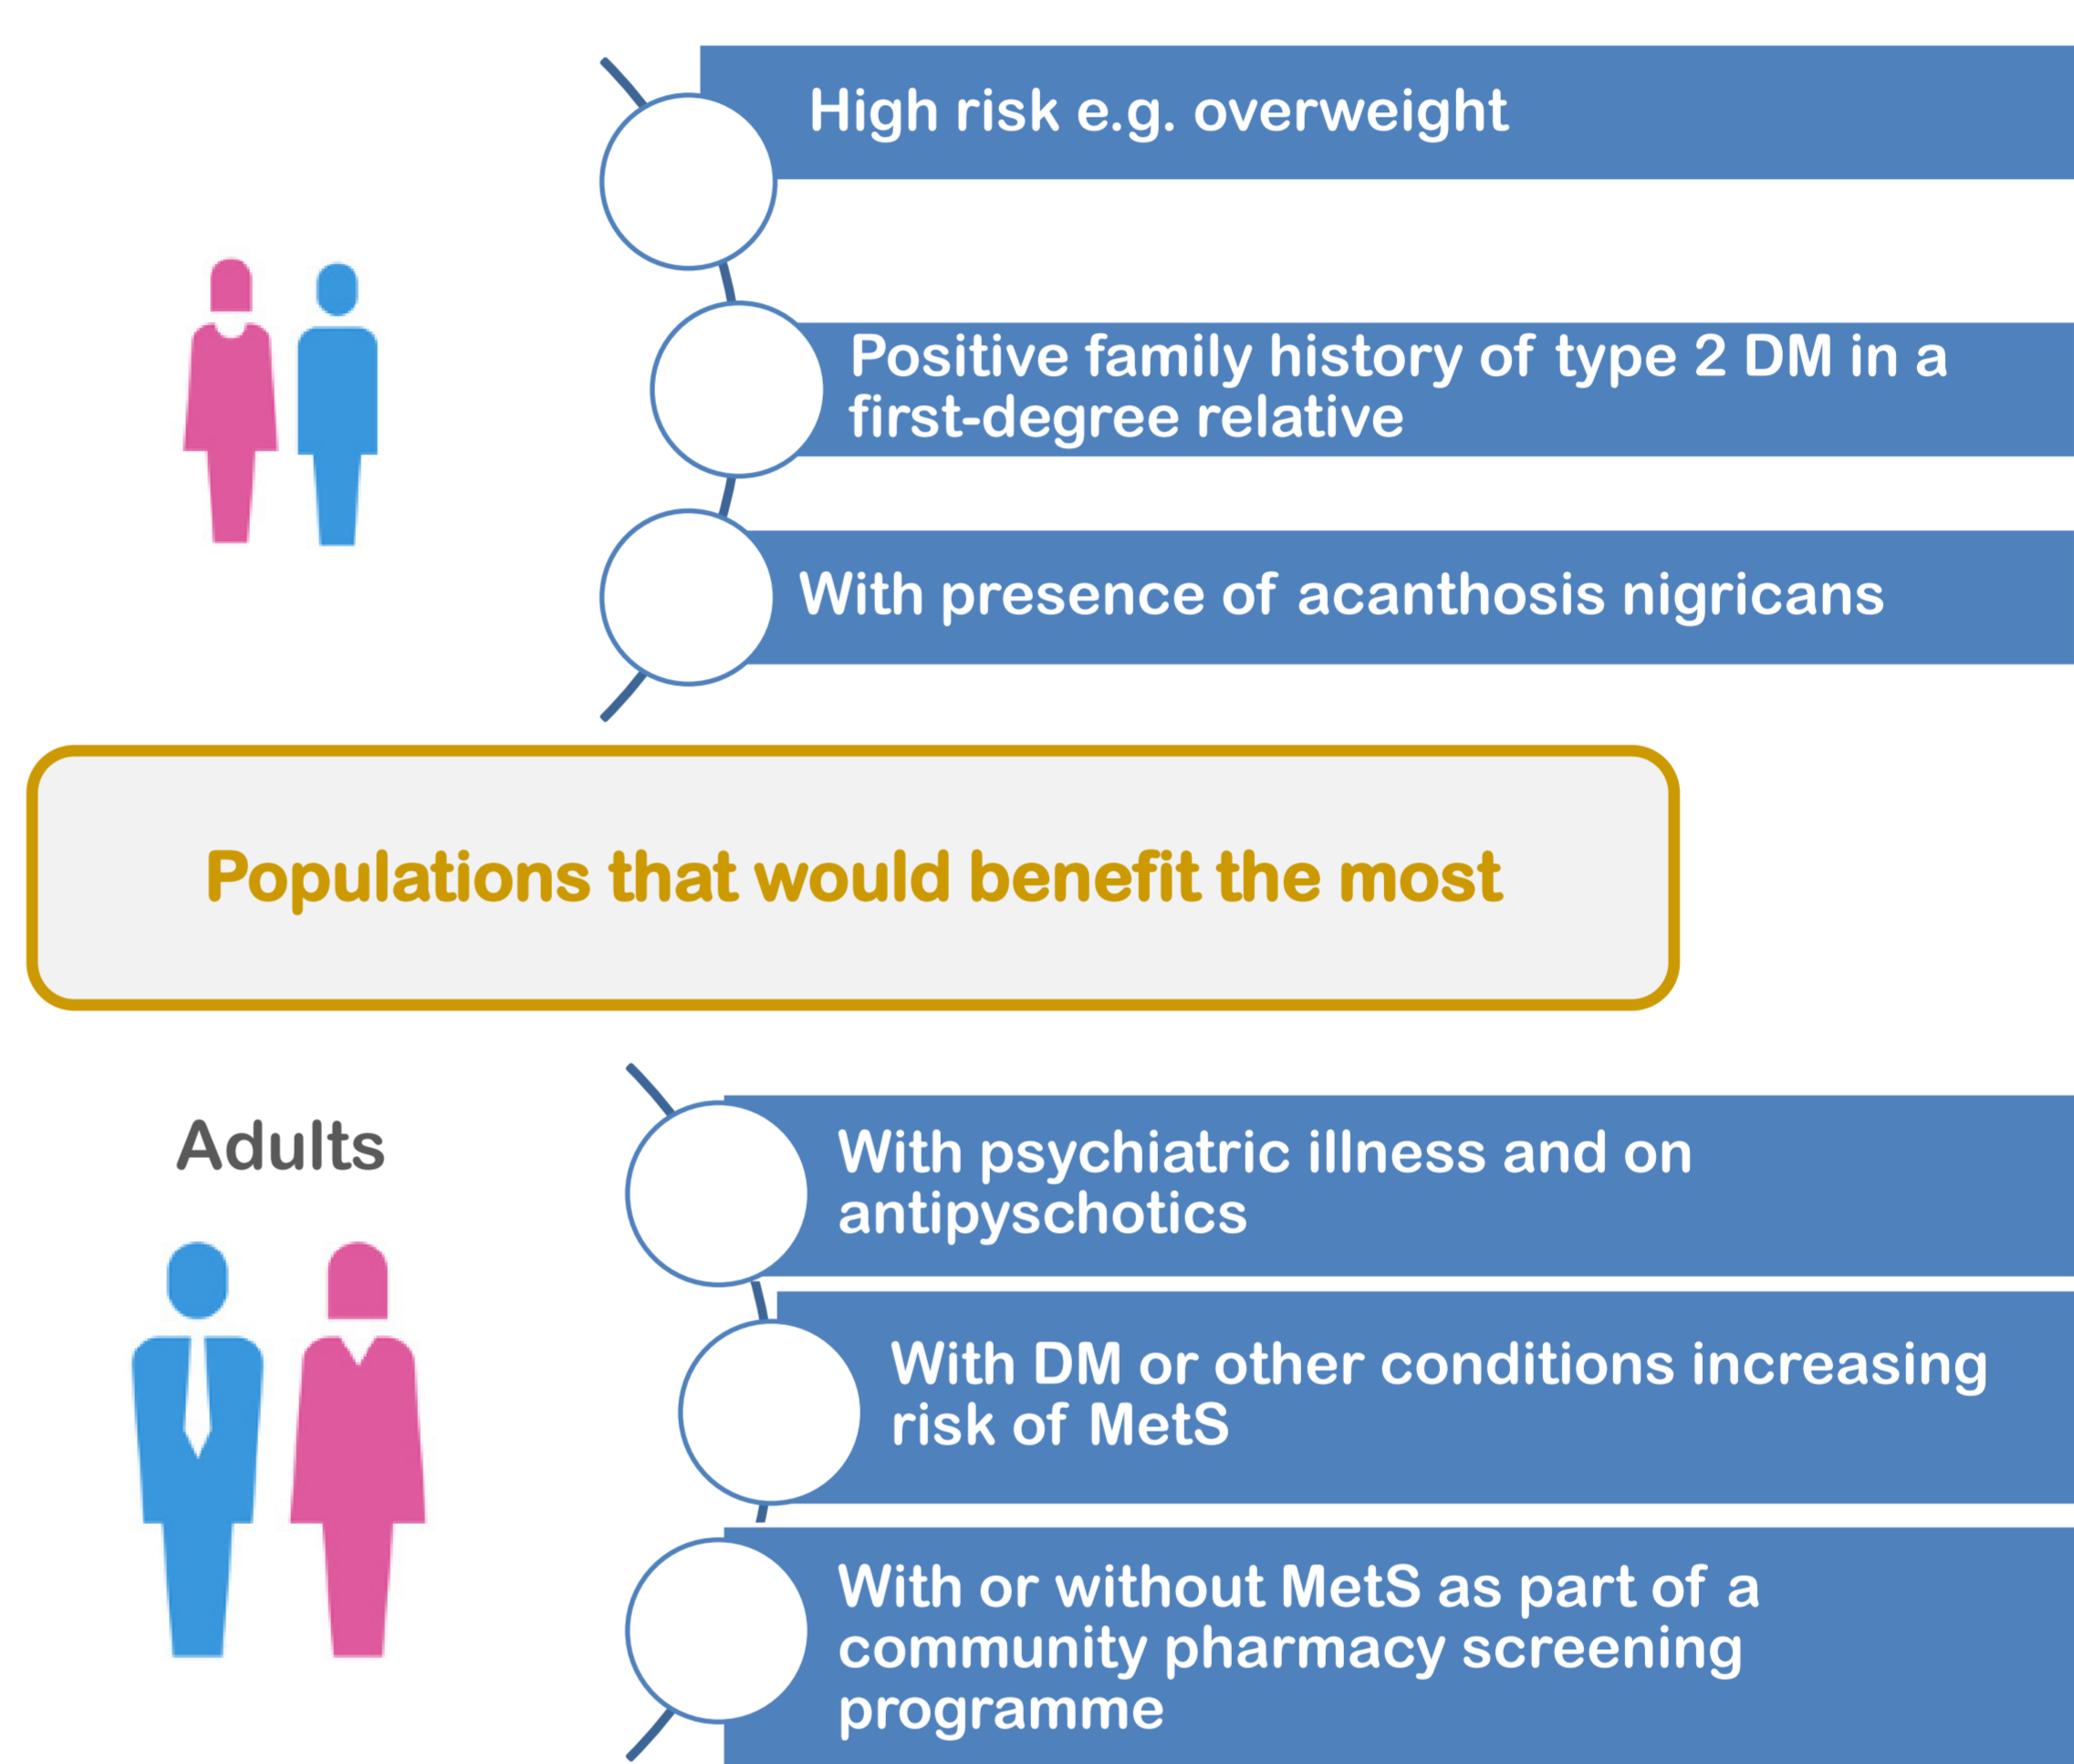 High risk e.g. overweight
Positive family history of type 2 DM in a
first-degree relative
With presence of acanthosis nigricans
Populations that would benefit the most
Adults
With psychiatric illness and on
antipyschotics
With DM or other conditions increasing
risk of MetS
With or without MetS as part of a
community pharmacy screening
programme